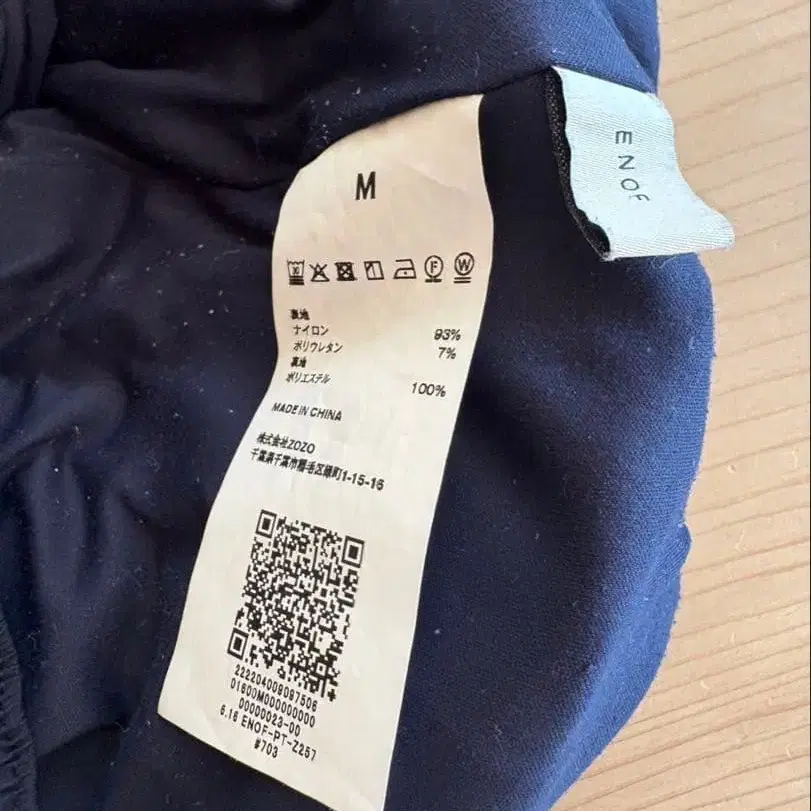 ENOF
M
F W
表地
ナイロン 93%
ポリウレタン 7%
裏地
ポリエステル 100%
MADE IN CHINA
株式会社ZOZO
千葉県千葉市稲毛区緑町1-15-16
222204009097506
01600M000000000
00000023-00
6.16 ENOF-PT-Z257
#703